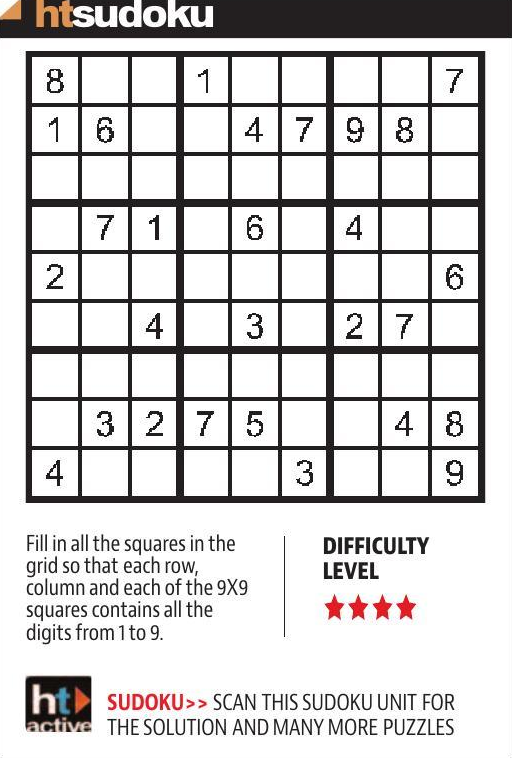 htsudoku
8 1 7
1 6 4 7 9 8
7 1 6 4
2 6
4 3 2 7
3 2 7 5 4 8
4 3 9
Fill in all the squares in the
grid so that each row,
column and each of the 9X9
squares contains all the
digits from 1 to 9.
DIFFICULTY
LEVEL
ht
active
SUDOKU>> SCAN THIS SUDOKU UNIT FOR
THE SOLUTION AND MANY MORE PUZZLES